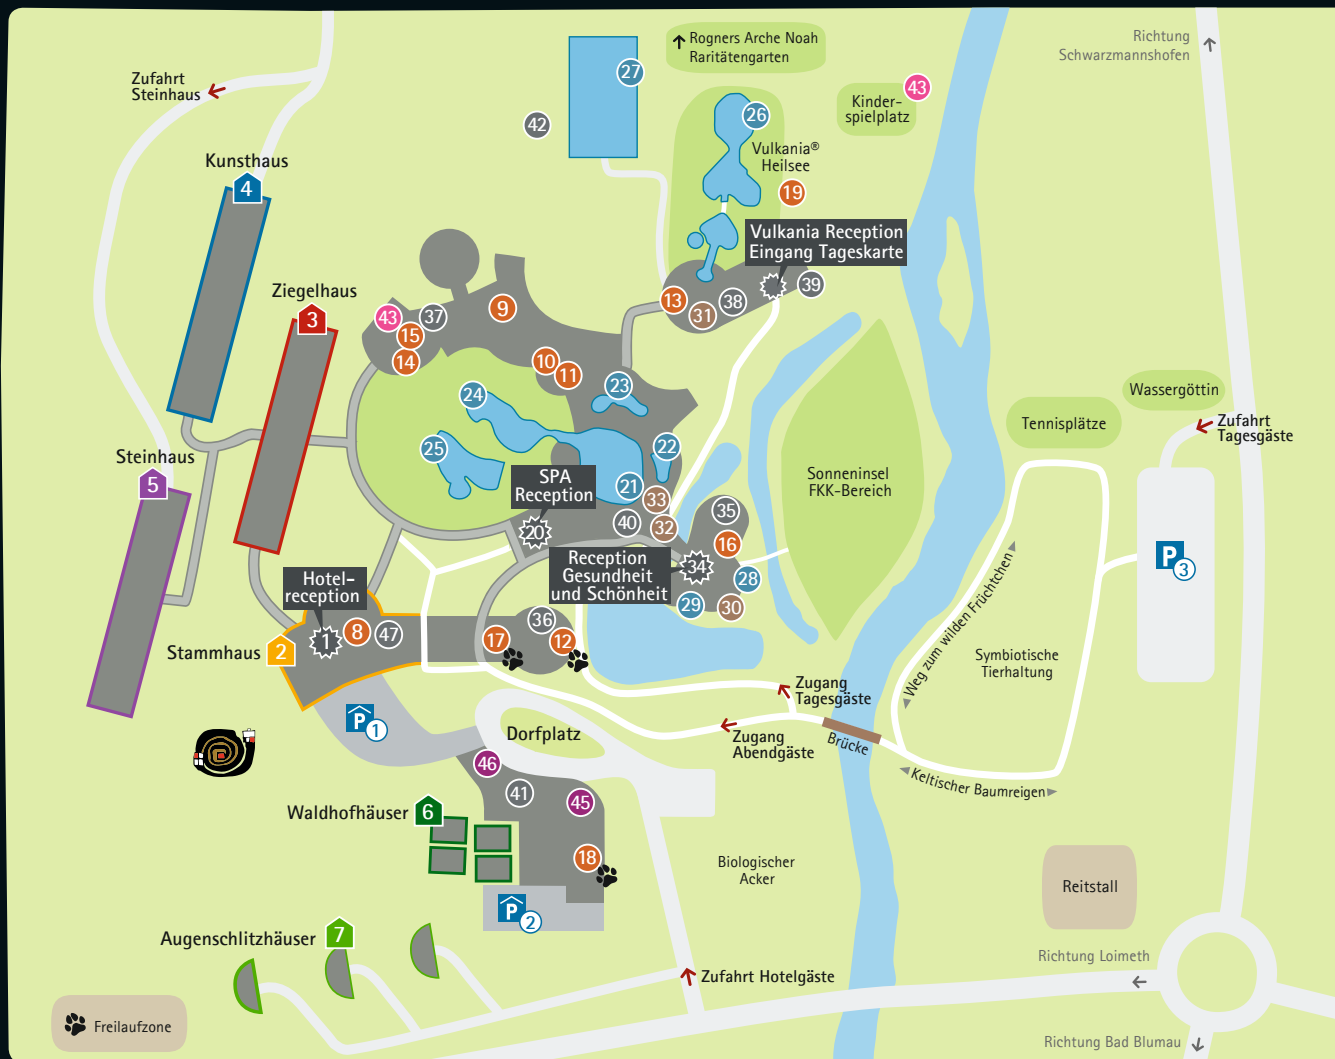 Rogners Arche Noah
Raritätengarten
Richtung
Schwarzmannshofen
Zufahrt
Steinhaus
27
43
Kinder-
spielplatz
42
26
Vulkania®
Heilsee
Kunsthaus
4
19
Vulkania Reception
Eingang Tageskarte
Ziegelhaus
3
39
13
31
38
43
37
9
15
14
10
11
23
24
Wassergöttin
Tennisplätze
Zufahrt
Tagesgäste
25
22
Steinhaus
5
SPA
Reception
Sonneninsel
FKK-Bereich
21
33
20
40
32
35
16
Reception
Gesundheit
und Schönheit
34
28
P
3
29
30
Hotel-
reception
1
8
47
36
17
12
Stammhaus
2
Weg zum wilden Früchtchen
Symbiotische
Tierhaltung
Zugang
Tagesgäste
P
1
Dorfplatz
Zugang
Abendgäste
Brücke
Keltischer Baumreigen
46
41
45
Waldhofhäuser
6
18
Biologischer
Acker
Reitstall
P
2
Augenschlitzhäuser
7
Richtung Loimeth
Zufahrt Hotelgäste
Freilaufzone
Richtung Bad Blumau